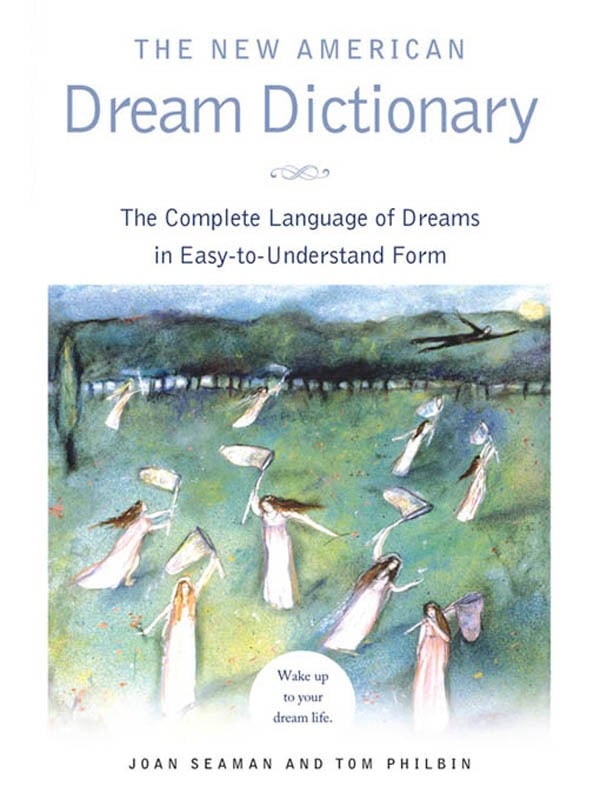 THE NEW AMERICAN
Dream Dictionary
The Complete Language of Dreams
in Easy-to-Understand Form
Wake up
to your
dream life.
JOAN SEAMAN AND TOM PHILBIN